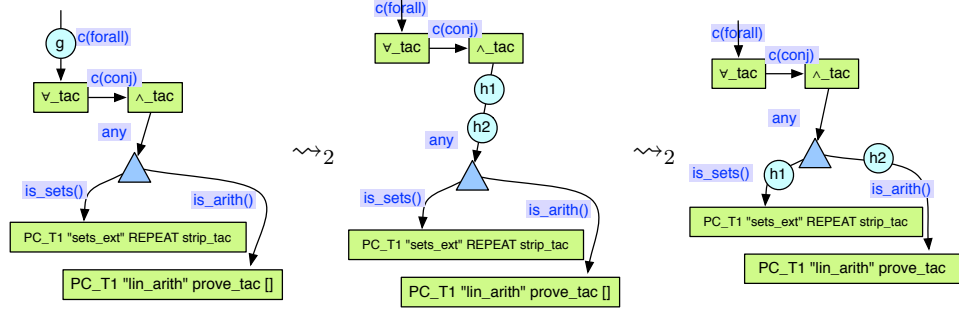 g
c(forall)
∀_tac
c(conj)
∧_tac
any
is_sets()
is_arith()
PC_T1 "sets_ext" REPEAT strip_tac
PC_T1 "lin_arith" prove_tac []
⇝2
c(forall)
∀_tac
c(conj)
∧_tac
h1
h2
any
is_sets()
is_arith()
PC_T1 "sets_ext" REPEAT strip_tac
PC_T1 "lin_arith" prove_tac []
⇝2
c(forall)
∀_tac
c(conj)
∧_tac
any
is_sets()
h1
h2
is_arith()
PC_T1 "sets_ext" REPEAT strip_tac
PC_T1 "lin_arith" prove_tac